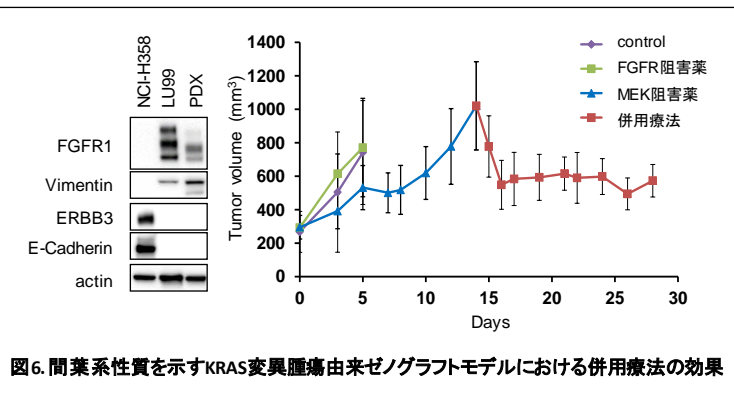 NCI-H358
LU99
PDX
FGFR1
Vimentin
ERBB3
E-Cadherin
actin
Tumor volume (mm³)
1400
1200
1000
800
600
400
200
0
0
5
10
15
20
25
30
Days
control
FGFR阻害薬
MEK阻害薬
併用療法
図6. 間葉系性質を示すKRAS変異腫瘍由来ゼノグラフトモデルにおける併用療法の効果